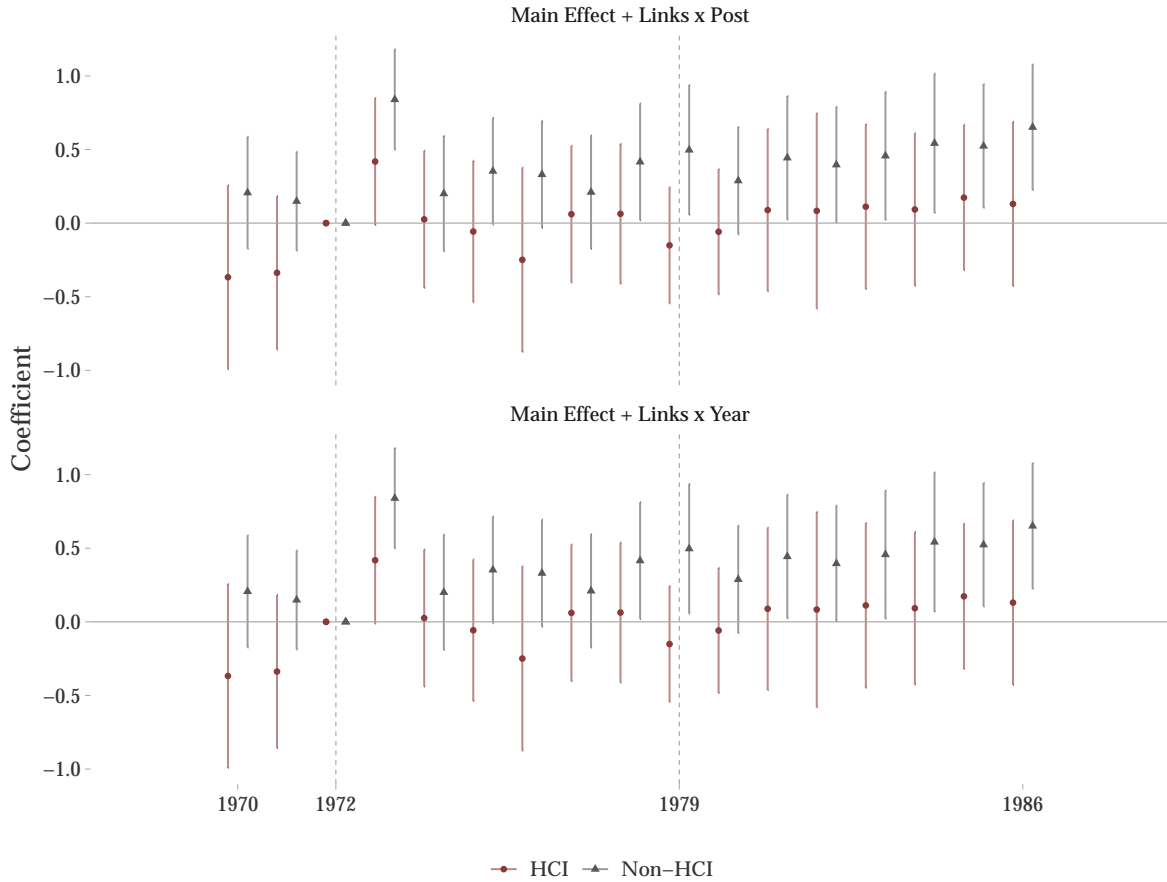 Main Effect + Links x Post
1.0
0.5
0.0
−0.5
−1.0
Coefficient
Main Effect + Links x Year
1.0
0.5
0.0
−0.5
−1.0
1970 1972 1979 1986
HCI Non−HCI